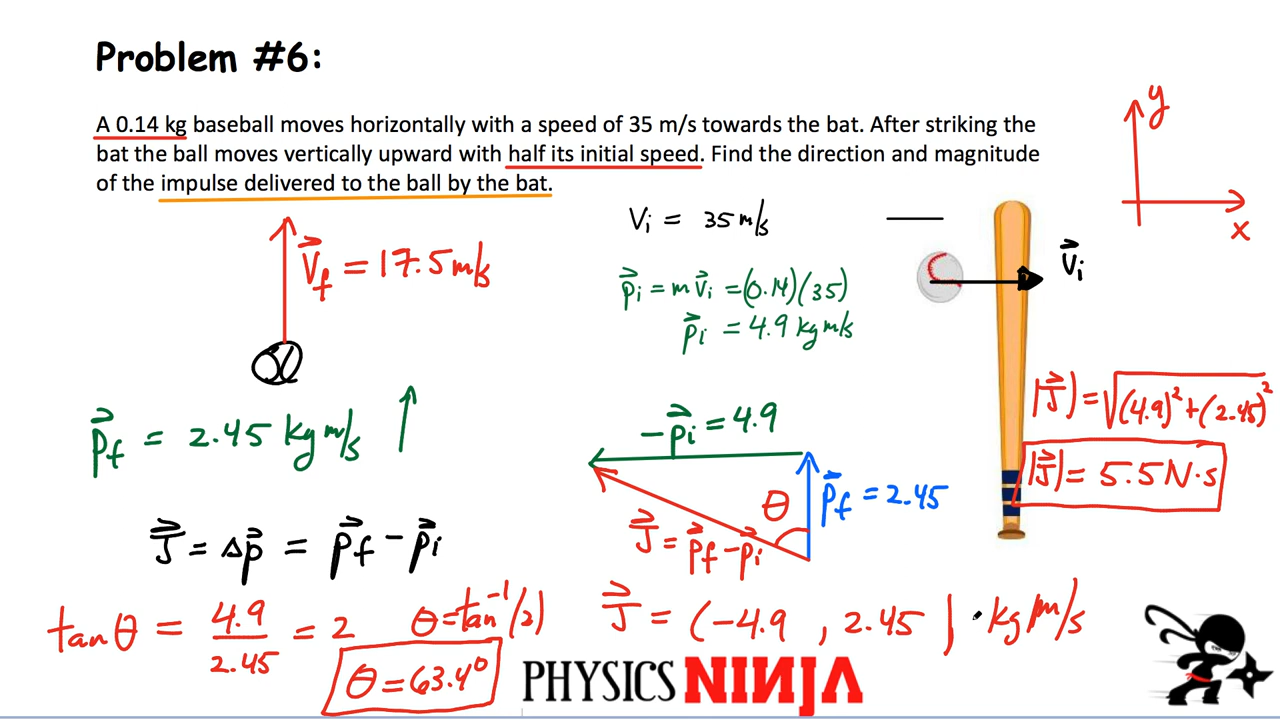 Problem #6:
A 0.14 kg baseball moves horizontally with a speed of 35 m/s towards the bat. After striking the
bat the ball moves vertically upward with half its initial speed. Find the direction and magnitude
of the impulse delivered to the ball by the bat.
y
x
Vi = 35 m/s
V⃗i
V⃗f = 17.5 m/s
p⃗i = m v⃗i = (0.14)(35)
p⃗i = 4.9 kg m/s
p⃗f = 2.45 kg m/s
|J⃗| = √(4.9)² + (2.45)²
|J⃗| = 5.5 N·s
-p⃗i = 4.9
θ
p⃗f = 2.45
J⃗ = p⃗f - p⃗i
J⃗ = Δp⃗ = p⃗f - p⃗i
tan θ = 4.9/2.45 = 2
θ = tan⁻¹(2)
θ = 63.4°
J⃗ = (-4.9, 2.45) · kg m/s
PHYSICS NINJA